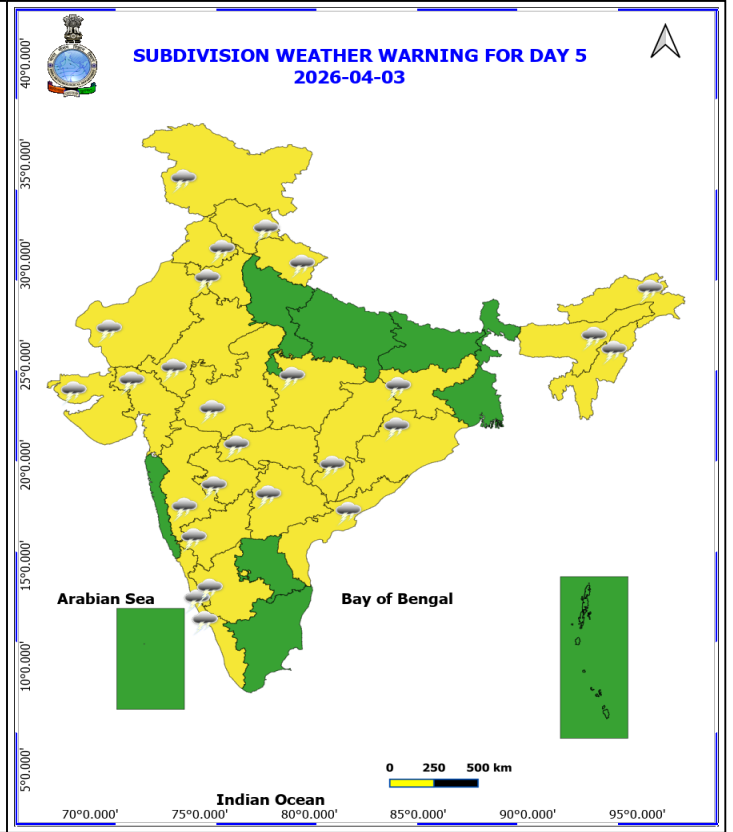 SUBDIVISION WEATHER WARNING FOR DAY 5
2026-04-03
40°0.000'
35°0.000'
30°0.000'
25°0.000'
20°0.000'
15°0.000'
10°0.000'
5°0.000'
Arabian Sea
Bay of Bengal
0 250 500 km
Indian Ocean
70°0.000' 75°0.000' 80°0.000' 85°0.000' 90°0.000' 95°0.000'